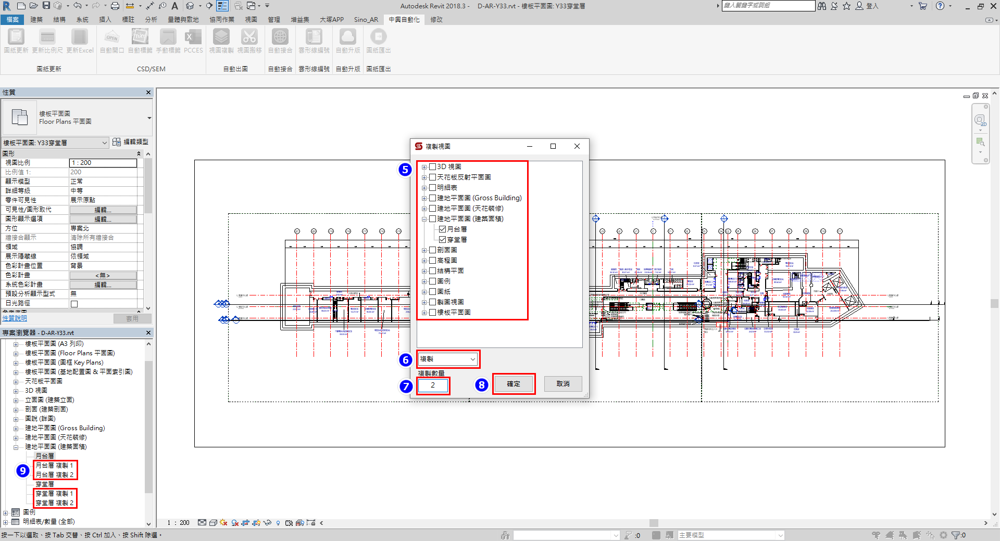 Autodesk Revit 2018.3 -    D-AR-Y33.rvt - 樓板平面圖: Y33穿堂層
鍵入關鍵字或詞組
登入
檔案 建築 結構 系統 插入 標註 分析 量體與敷地 協同作業 視圖 管理 增益集 大塚APP Sino_AR 中興自動化 修改
圖紙更新 更新比例尺 更新Excel OPEN 自動開口 自動標籤 手動標籤 PCCES 視圖複製 視圖搬移 自動接合 雲形線編號 自動升版 圖紙匯出
圖紙更新 CSD/SEM 自動出圖 自動接合 雲形線編號 自動升版 圖紙匯出
性質
樓板平面圖
Floor Plans 平面圖
樓板平面圖: Y33穿堂層 編輯類型
圖形
視圖比例 1 : 200
比例值 1: 200
顯示模型 正常
詳細等級 中等
零件可見性 展示原點
可見性/圖形取代 編輯...
圖形顯示選項 編輯...
方位 專案北
牆接合顯示 清除所有牆接合
領域 協調
展示隱藏線 依領域
色彩計畫位置 背景
色彩計畫 <無>
系統色彩計畫 編輯...
預設分析顯示型式 無
日光路徑
性質說明 套用
專案瀏覽器 - D-AR-Y33.rvt
樓板平面圖 (A3 列印)
樓板平面圖 (Floor Plans 平面圖)
樓板平面圖 (圖框 Key Plans)
樓板平面圖 (基地配置圖 & 平面索引圖)
天花板平面圖
3D 視圖
立面圖 (建築立面)
剖面 (建築剖面)
圖說 (詳圖)
建地平面圖 (Gross Building)
建地平面圖 (天花裝修)
建地平面圖 (建築面積)
月台層
9
月台層 複製 1
月台層 複製 2
穿堂層
穿堂層 複製 1
穿堂層 複製 2
圖例
明細表/數量 (全部)
複製視圖
5
3D 視圖
天花板反射平面圖
明細表
建地平面圖 (Gross Building)
建地平面圖 (天花裝修)
建地平面圖 (建築面積)
月台層
穿堂層
剖面圖
高程圖
結構平面
圖例
圖紙
製圖視圖
樓板平面圖
6 複製
複製數量
7 2
8 確定 取消
2D
1 : 200
按一下以選取、按 Tab 交替、按 Ctrl 加入、按 Shift 除選。
:0 主要模型 :0